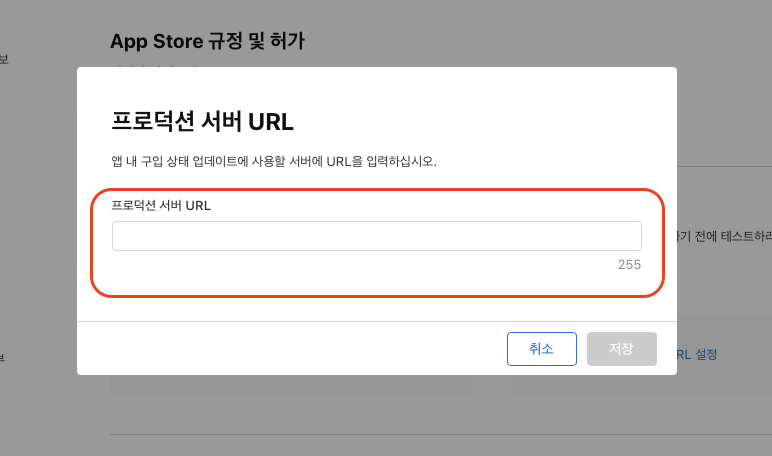 App Store 규정 및 허가
보
프로덕션 서버 URL
앱 내 구입 상태 업데이트에 사용할 서버에 URL을 입력하십시오.
프로덕션 서버 URL
하기 전에 테스트하려
255
취소
저장
RL 설정